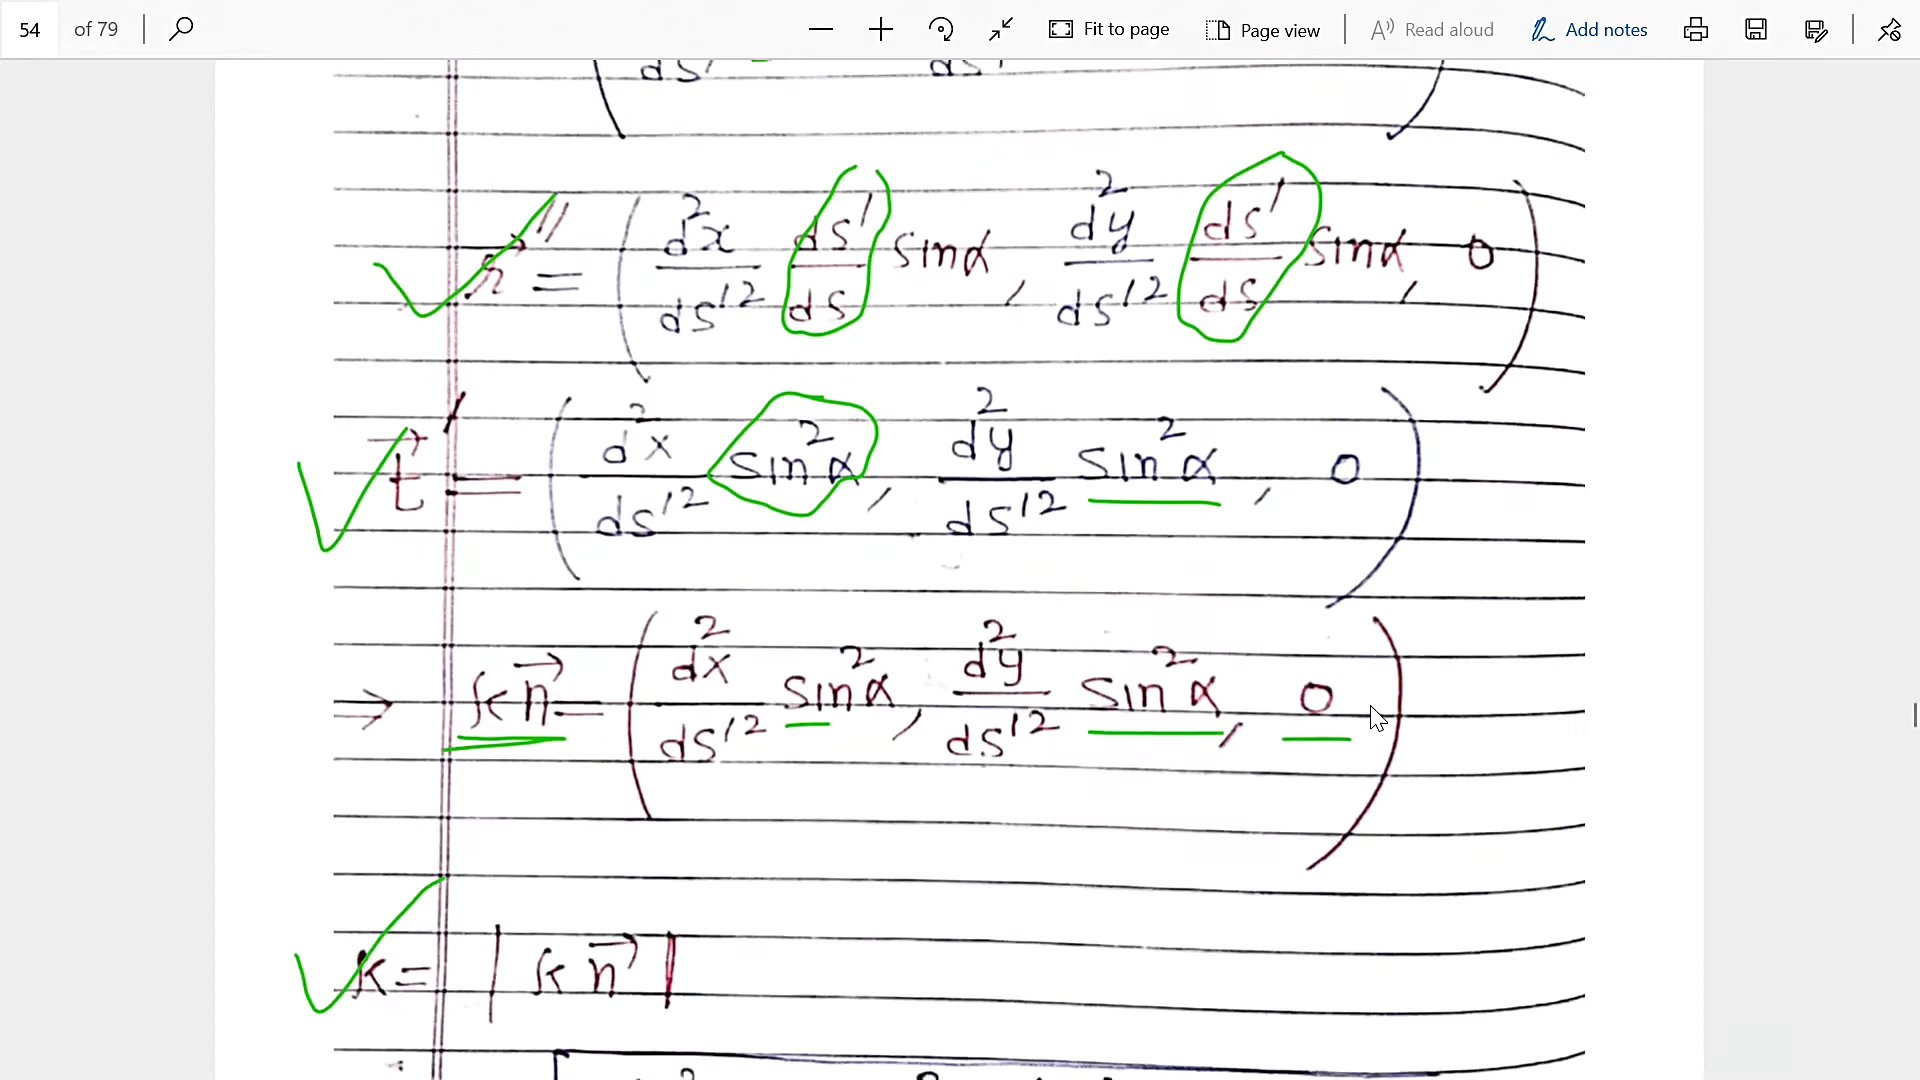 54 of 79 Fit to page Page view Read aloud Add notes
ds' ds'
r⃗'' = ( d²x/ds'² ds'/ds sinα, d²y/ds'² ds'/ds sinα, 0 )
t⃗' = ( d²x/ds'² sin²α, d²y/ds'² sin²α, 0 )
⇒ k n⃗ = ( d²x/ds'² sin²α, d²y/ds'² sin²α, 0 )
k = | k n⃗ |